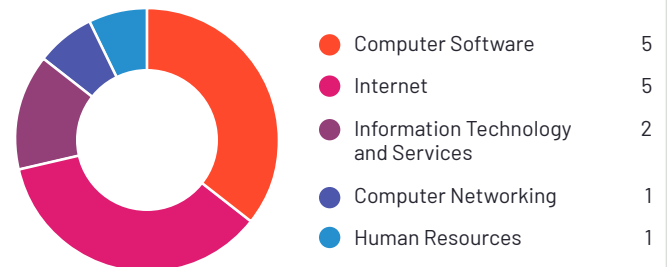 Computer Software 5
Internet 5
Information Technology 2
and Services
Computer Networking 1
Human Resources 1